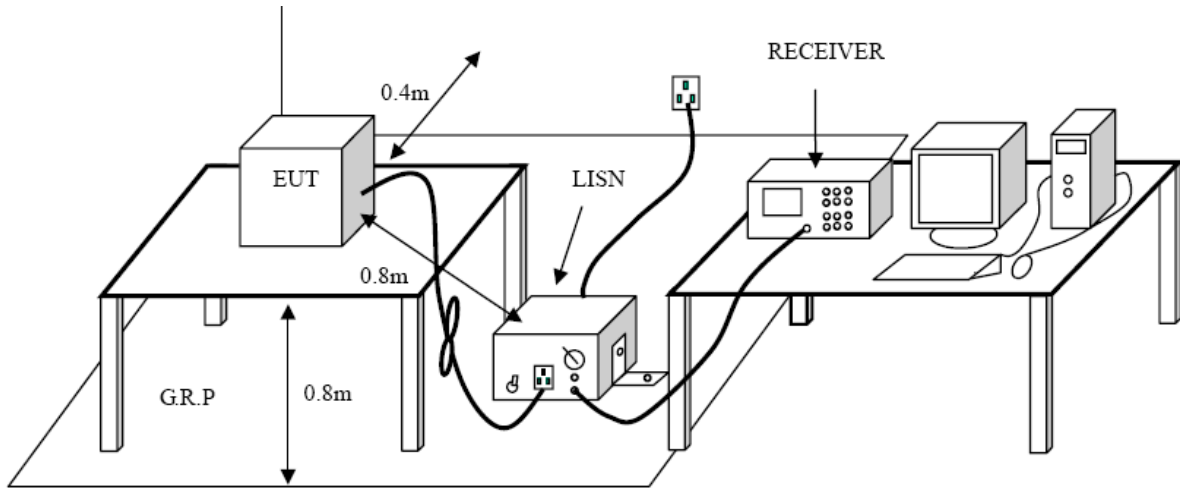 RECEIVER
0.4m
EUT
LISN
0.8m
G.R.P
0.8m